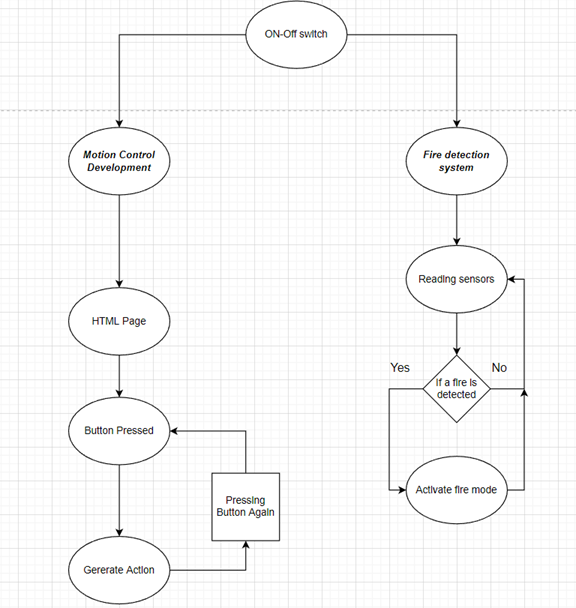 ON-Off switch
Motion Control
Development
Fire detection
system
Reading sensors
HTML Page
Yes
No
If a fire is
detected
Button Pressed
Pressing
Button Again
Activate fire mode
Gererate Action